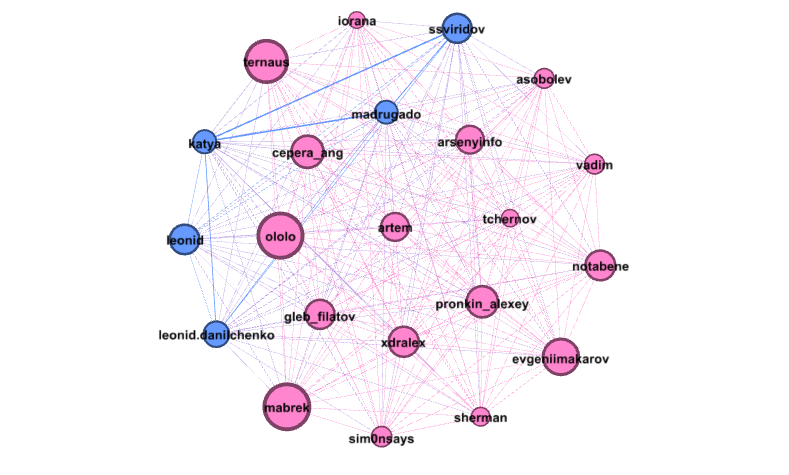 iorana
ssviridov
ternaus
asobolev
madrugado
katya
cepera_ang
arsenyinfo
vadim
tchernov
artem
ololo
leonid
notabene
pronkin_alexey
gleb_filatov
leonid.danilchenko
xdralex
evgeniimakarov
mabrek
sherman
sim0nsays